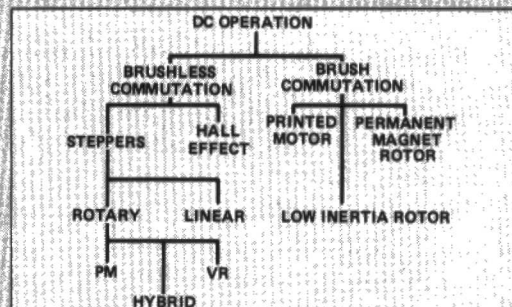 DC OPERATION
BRUSHLESS
COMMUTATION
BRUSH
COMMUTATION
STEPPERS
HALL
EFFECT
PRINTED
MOTOR
PERMANENT
MAGNET
ROTOR
ROTARY
LINEAR
LOW INERTIA ROTOR
PM
VR
HYBRID